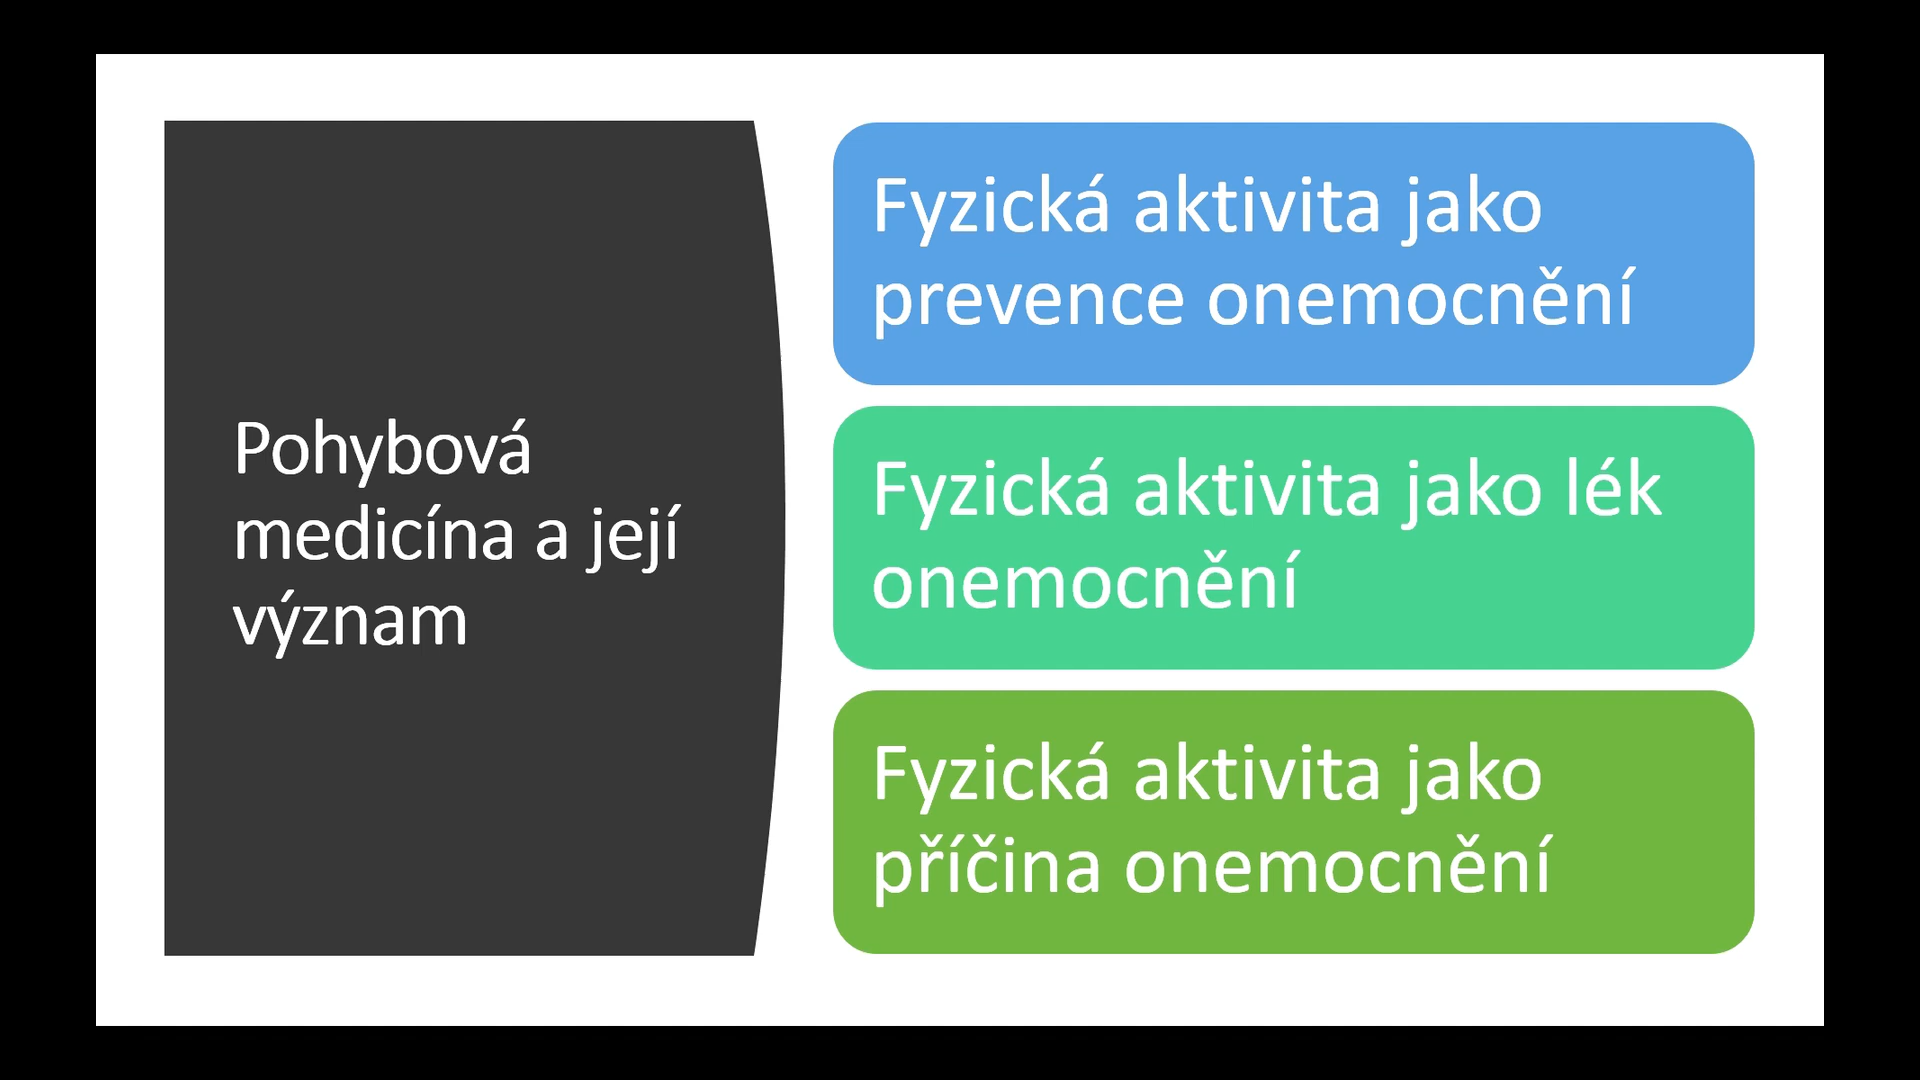 Pohybová
medicína a její
význam
Fyzická aktivita jako
prevence onemocnění
Fyzická aktivita jako lék
onemocnění
Fyzická aktivita jako
příčina onemocnění